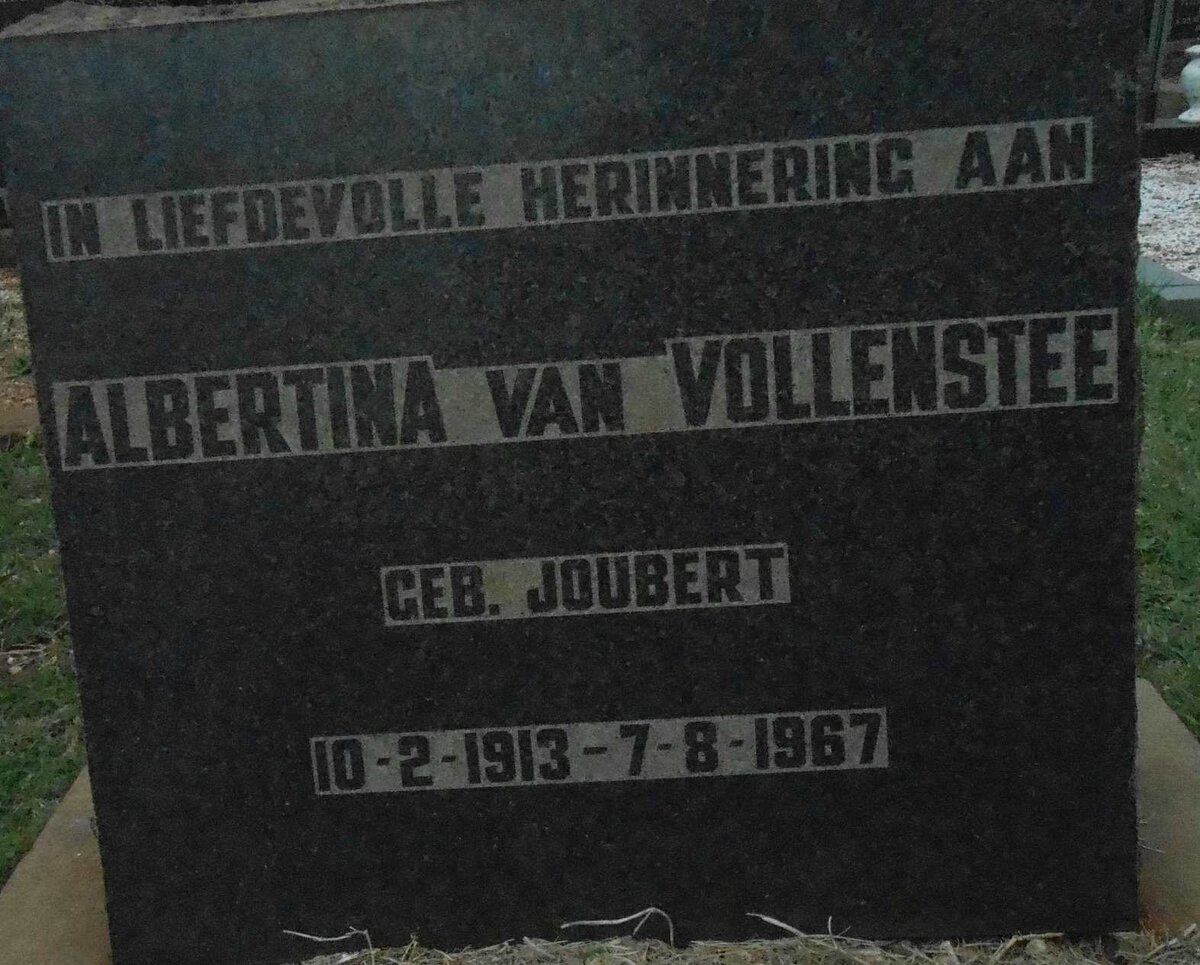 IN LIEFDEVOLLE HERINNERING AAN
ALBERTINA VAN VOLLENSTEE
GEB. JOUBERT
10-2-1913-7-8-1967